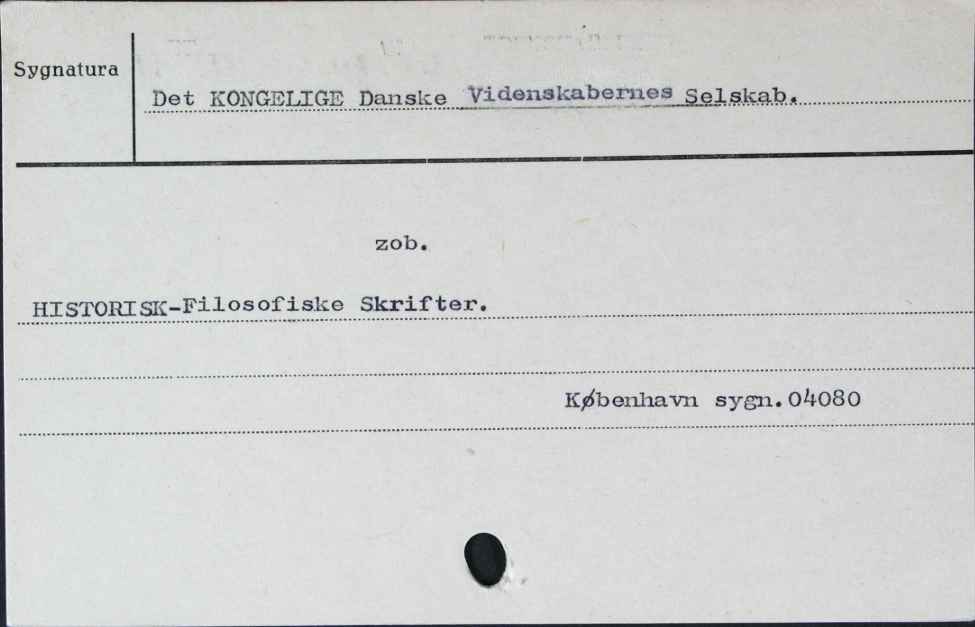 Sygnatura
Det KONGELIGE Danske Videnskabernes Selskab.
zob.
HISTORISK-Filosofiske Skrifter.
København sygn.04080